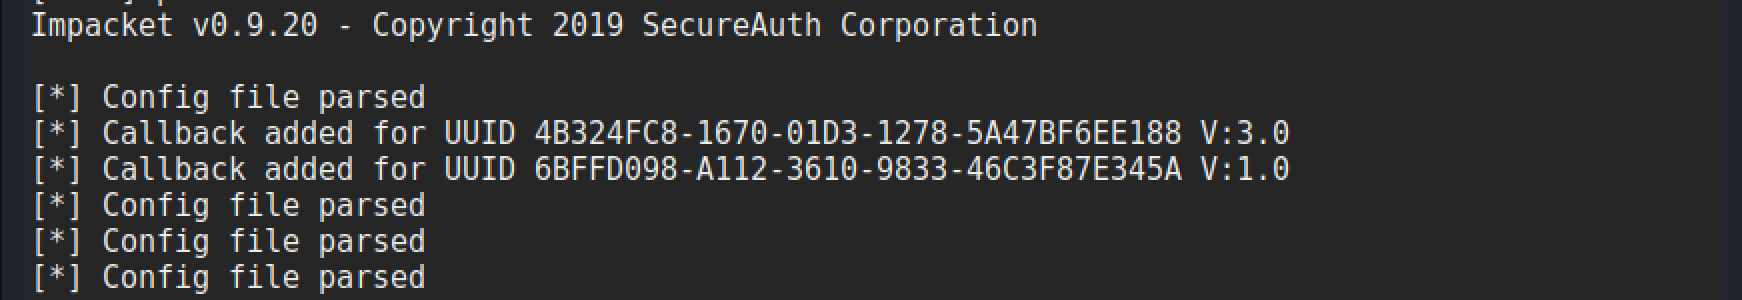 Impacket v0.9.20 - Copyright 2019 SecureAuth Corporation
[*] Config file parsed
[*] Callback added for UUID 4B324FC8-1670-01D3-1278-5A47BF6EE188 V:3.0
[*] Callback added for UUID 6BFFD098-A112-3610-9833-46C3F87E345A V:1.0
[*] Config file parsed
[*] Config file parsed
[*] Config file parsed